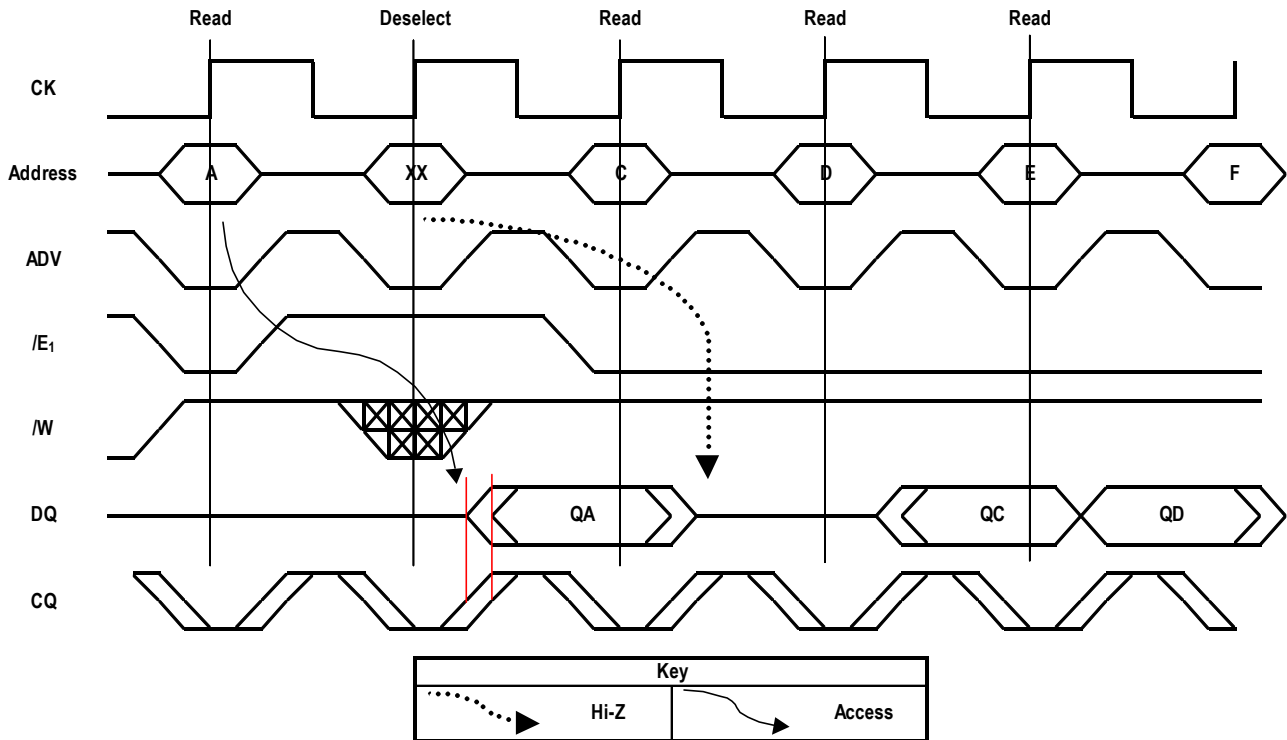 Read Deselect Read Read Read
CK
Address A XX C D E F
ADV
/E1
/W
DQ QA QC QD
CQ
Key
Hi-Z Access